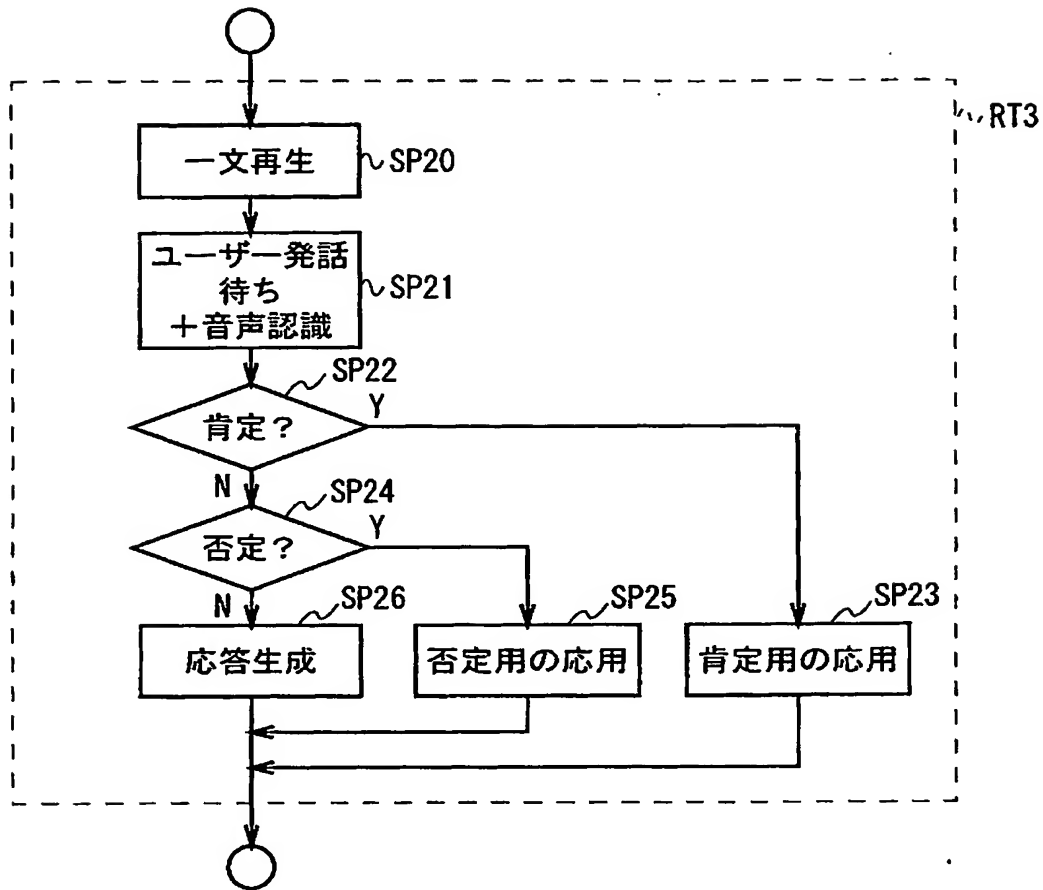 RT3
一文再生
SP20
ユーザー発話
待ち
+音声認識
SP21
SP22
肯定?
Y
N
SP24
否定?
Y
N
SP26
SP25
SP23
応答生成
否定用の応用
肯定用の応用